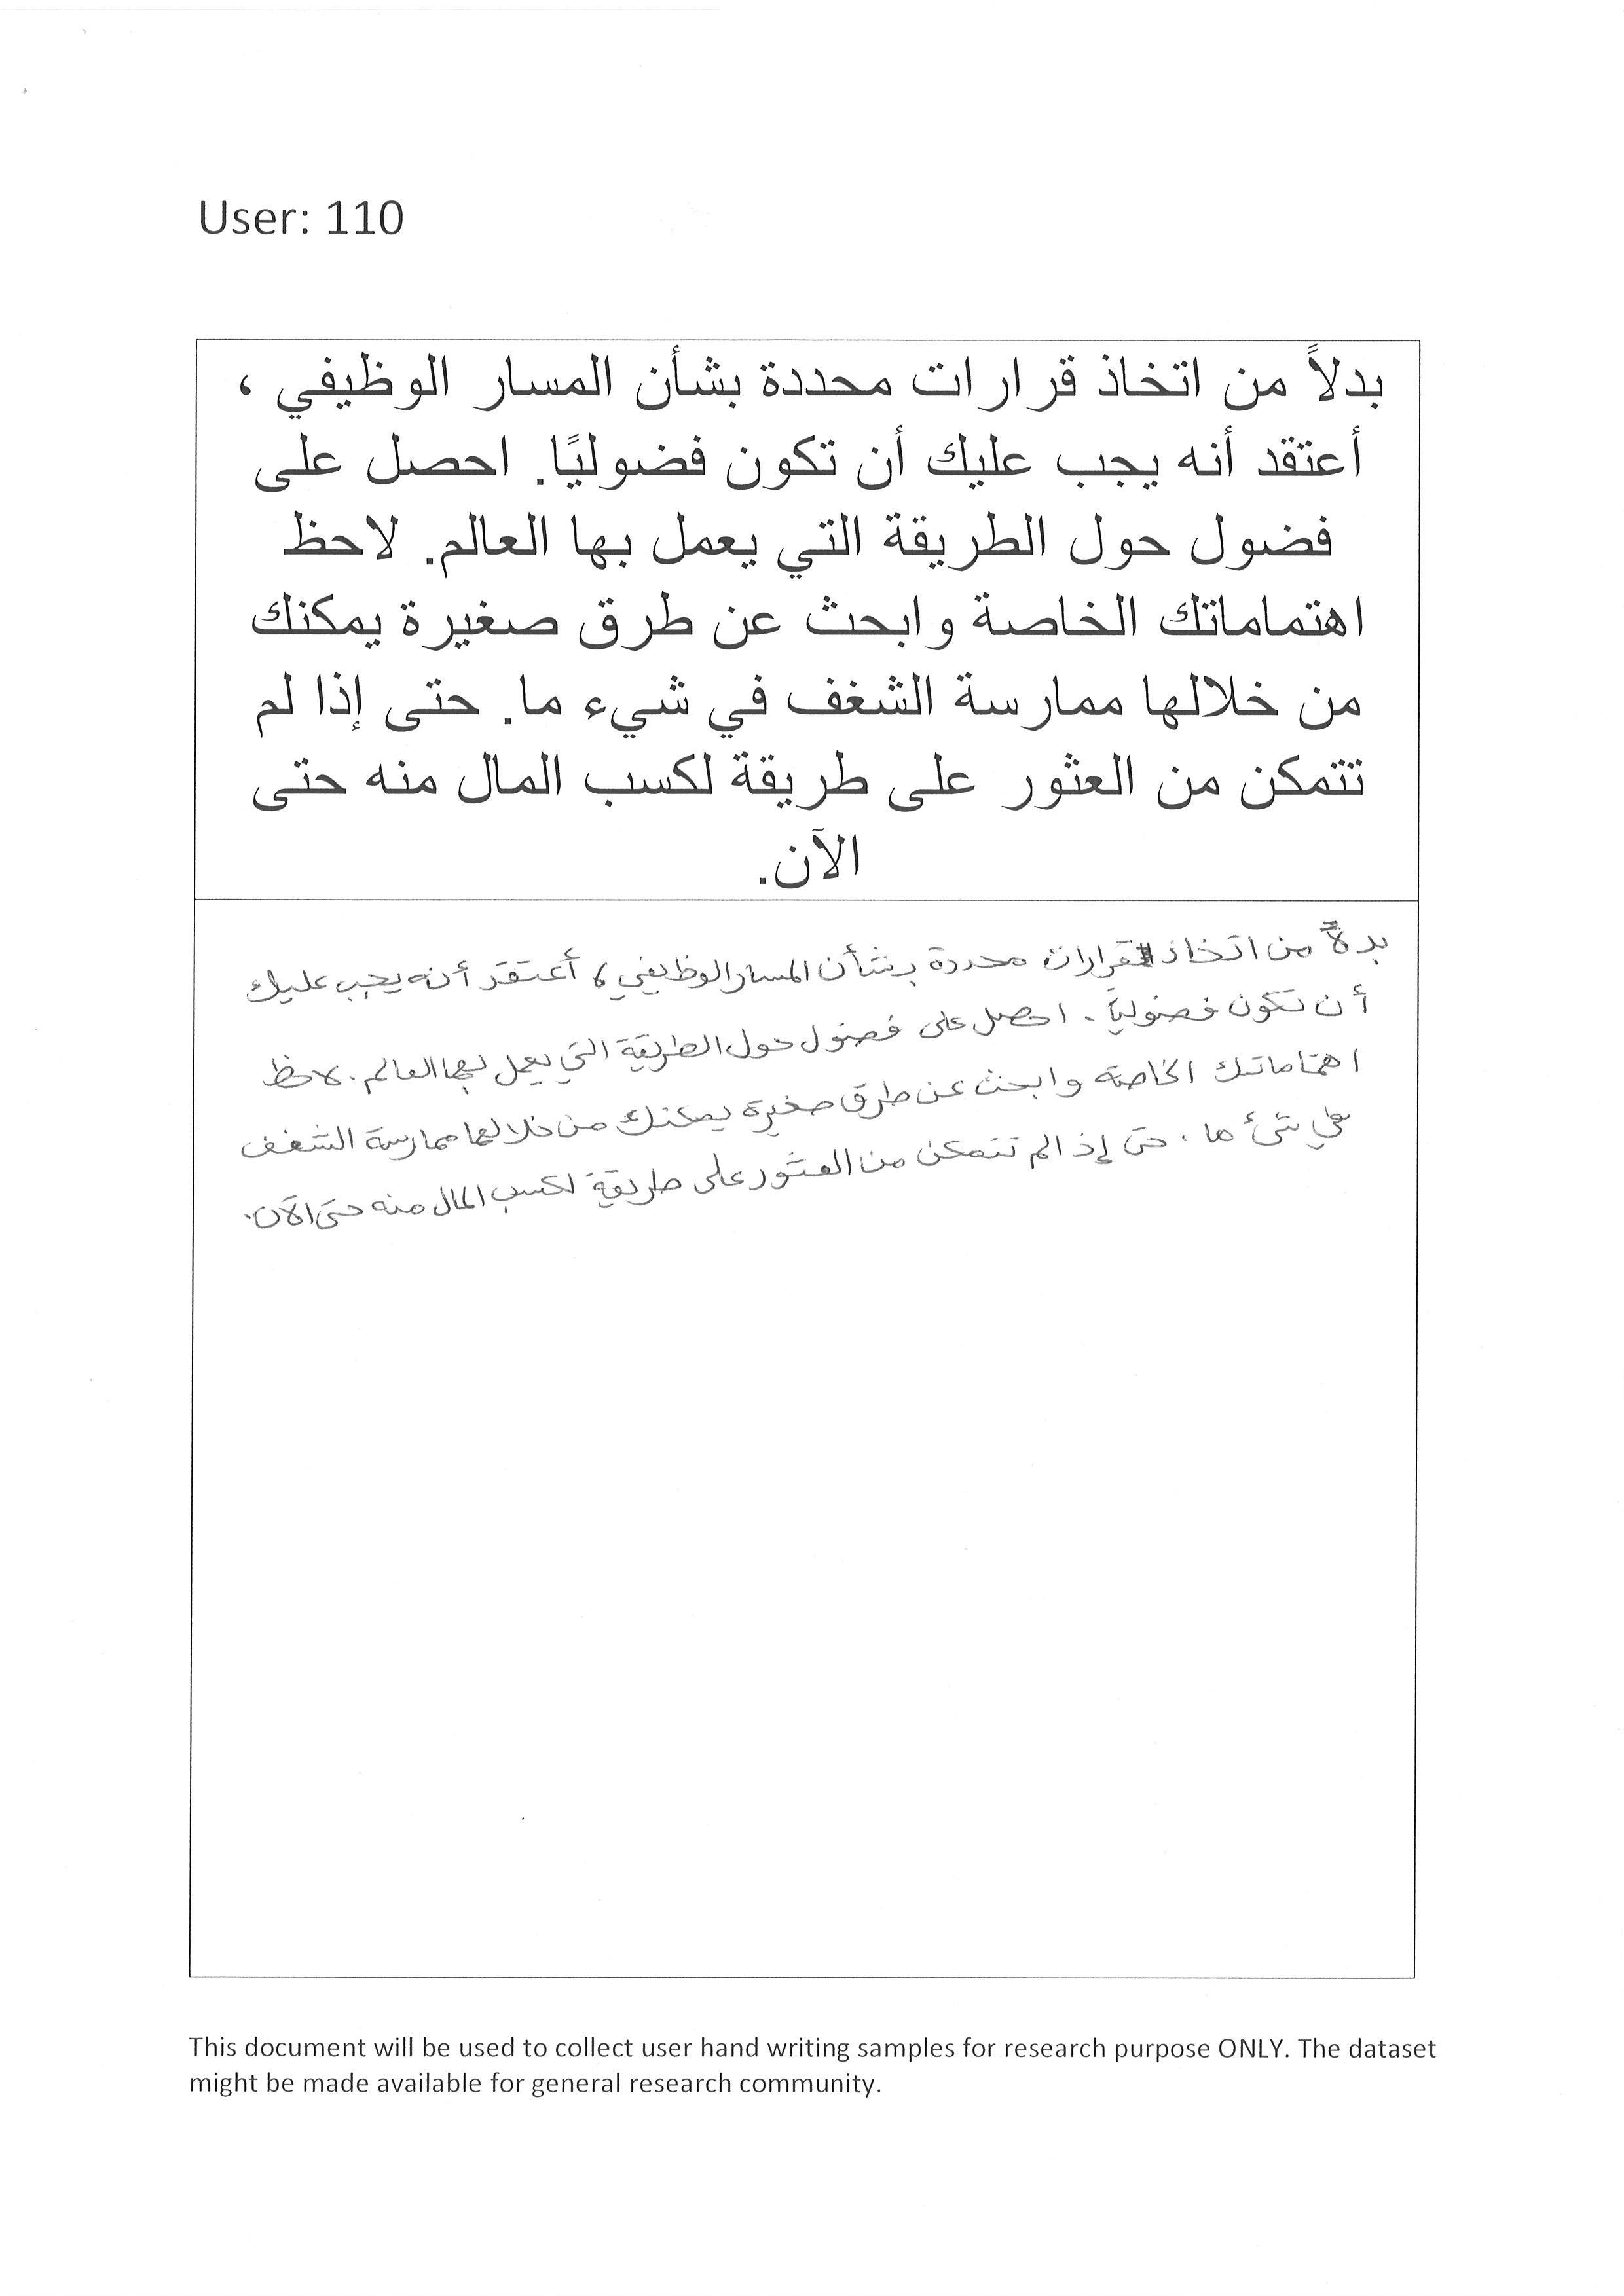 User: 110
بدلاً من اتخاذ قرارات محددة بشأن المسار الوظيفي ،
أعتقد أنه يجب عليك أن تكون فضوليًا. احصل على
فضول حول الطريقة التي يعمل بها العالم. لاحظ
اهتماماتك الخاصة وابحث عن طرق صغيرة يمكنك
من خلالها ممارسة الشغف في شيء ما. حتى إذا لم
تتمكن من العثور على طريقة لكسب المال منه حتى
الآن.
بدلاً من اتخاذ قرارات محددة بشأن المسار الوظيفي ، أعتقد أنه يجب عليك
أن تكون فضولياً . احصل على فضول حول الطريقة التي يعمل بها العالم . لاحظ
اهتماماتك الخاصة وابحث عن طرق صغيرة يمكنك من خلالها ممارسة الشغف
في شيء ما . حتى إذا لم تتمكن من العثور على طريقة لكسب المال منه حتى الآن.
This document will be used to collect user hand writing samples for research purpose ONLY. The dataset
might be made available for general research community.